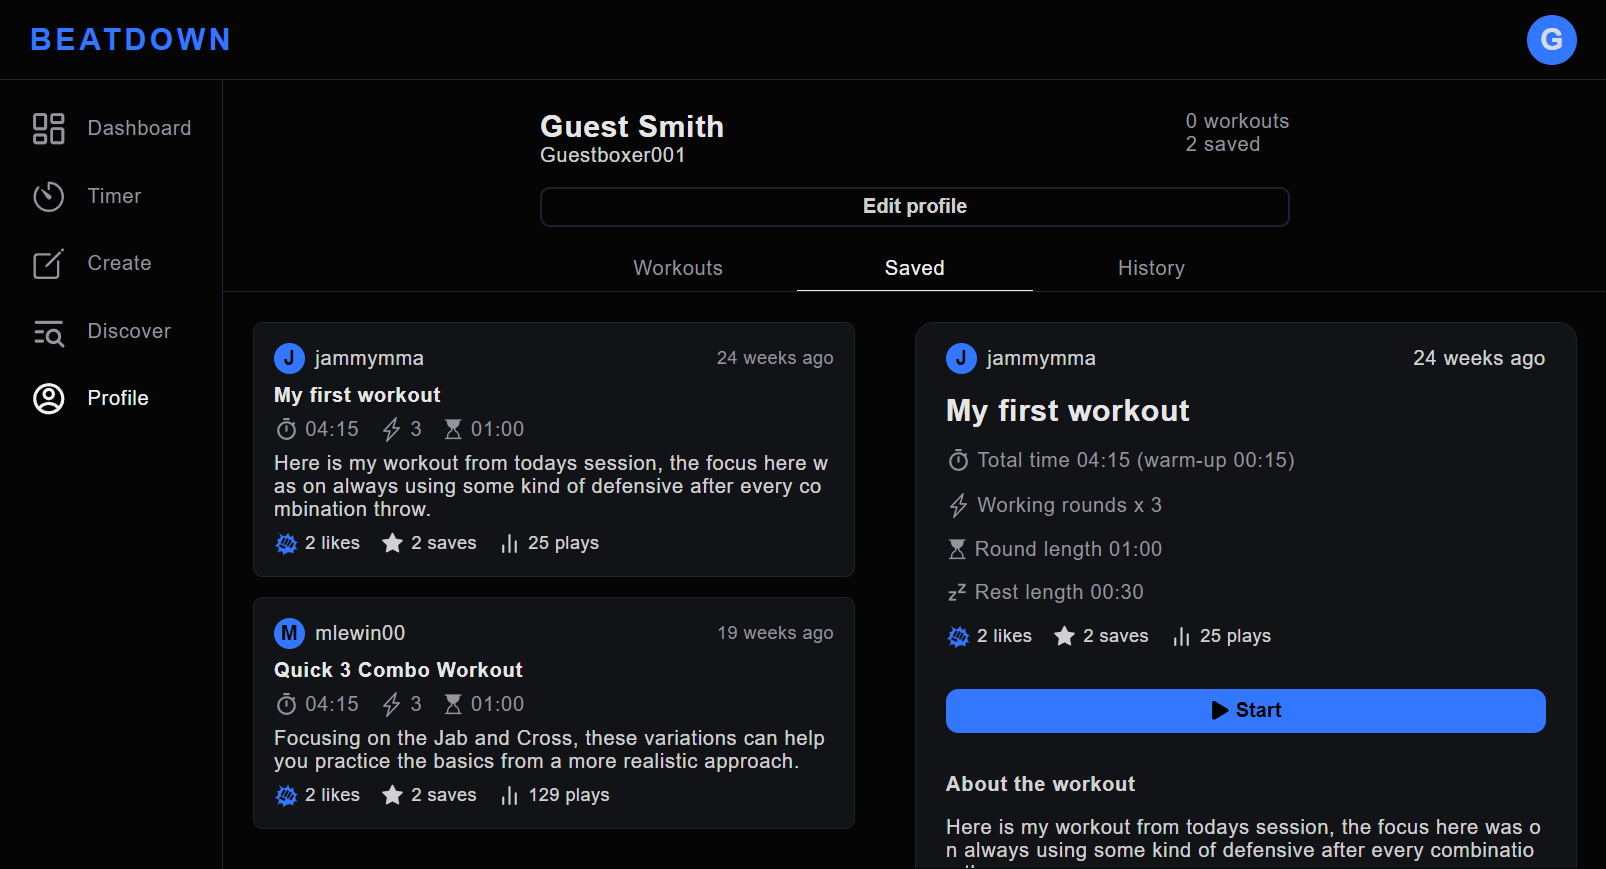 BEATDOWN
G
Dashboard
Timer
Create
Discover
Profile
Guest Smith
Guestboxer001
0 workouts
2 saved
Edit profile
Workouts
Saved
History
J jammymma 24 weeks ago
My first workout
04:15 3 01:00
Here is my workout from todays session, the focus here w
as on always using some kind of defensive after every co
mbination throw.
2 likes 2 saves 25 plays
M mlewin00 19 weeks ago
Quick 3 Combo Workout
04:15 3 01:00
Focusing on the Jab and Cross, these variations can help
you practice the basics from a more realistic approach.
2 likes 2 saves 129 plays
J jammymma 24 weeks ago
My first workout
Total time 04:15 (warm-up 00:15)
Working rounds x 3
Round length 01:00
Rest length 00:30
2 likes 2 saves 25 plays
Start
About the workout
Here is my workout from todays session, the focus here was o
n always using some kind of defensive after every combinatio